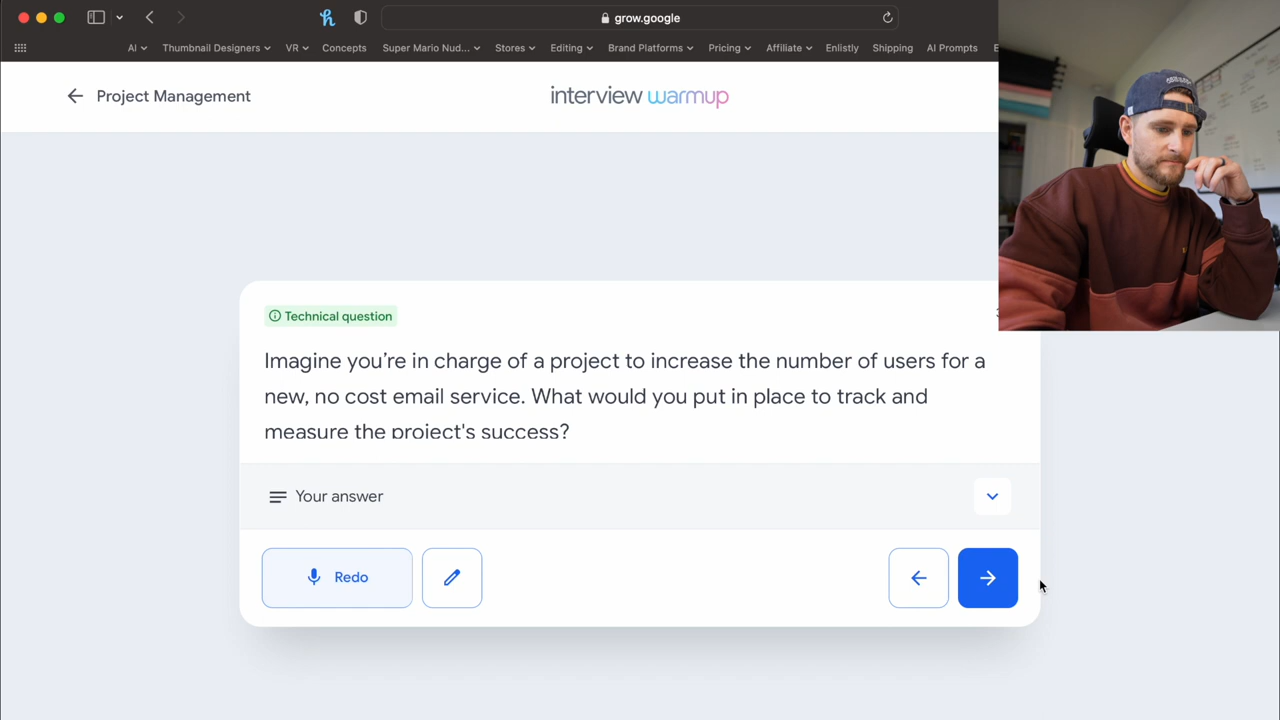 grow.google
AI
Thumbnail Designers
VR
Concepts
Super Mario Nud...
Stores
Editing
Brand Platforms
Pricing
Affiliate
Enlistly
Shipping
AI Prompts
Project Management
interview warmup
Technical question
Imagine you're in charge of a project to increase the number of users for a
new, no cost email service. What would you put in place to track and
measure the project's success?
Your answer
Redo